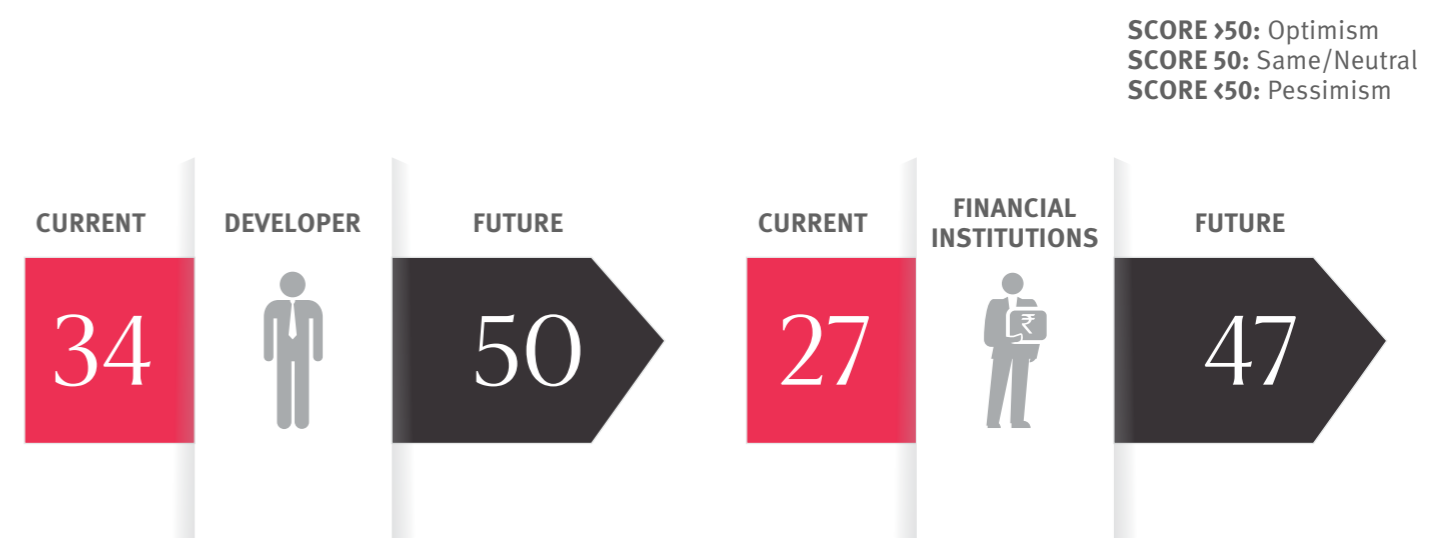 SCORE >50: Optimism
SCORE 50: Same/Neutral
SCORE <50: Pessimism
CURRENT
DEVELOPER
FUTURE
34
50
CURRENT
FINANCIAL
INSTITUTIONS
FUTURE
27
₹
47